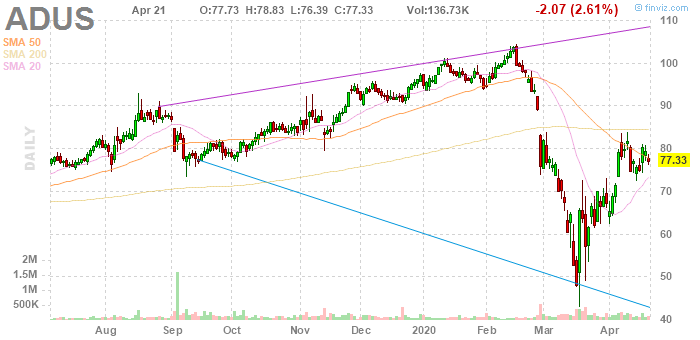 ADUS
Apr 21 O:77.73 H:78.83 L:76.39 C:77.33 Vol:136.73K -2.07 (2.61%)
© finviz.com
SMA 50
SMA 200
SMA 20
DAILY
110
100
90
80
77.33
70
60
50
40
2M
1.5M
1M
500K
Aug Sep Oct Nov Dec 2020 Feb Mar Apr